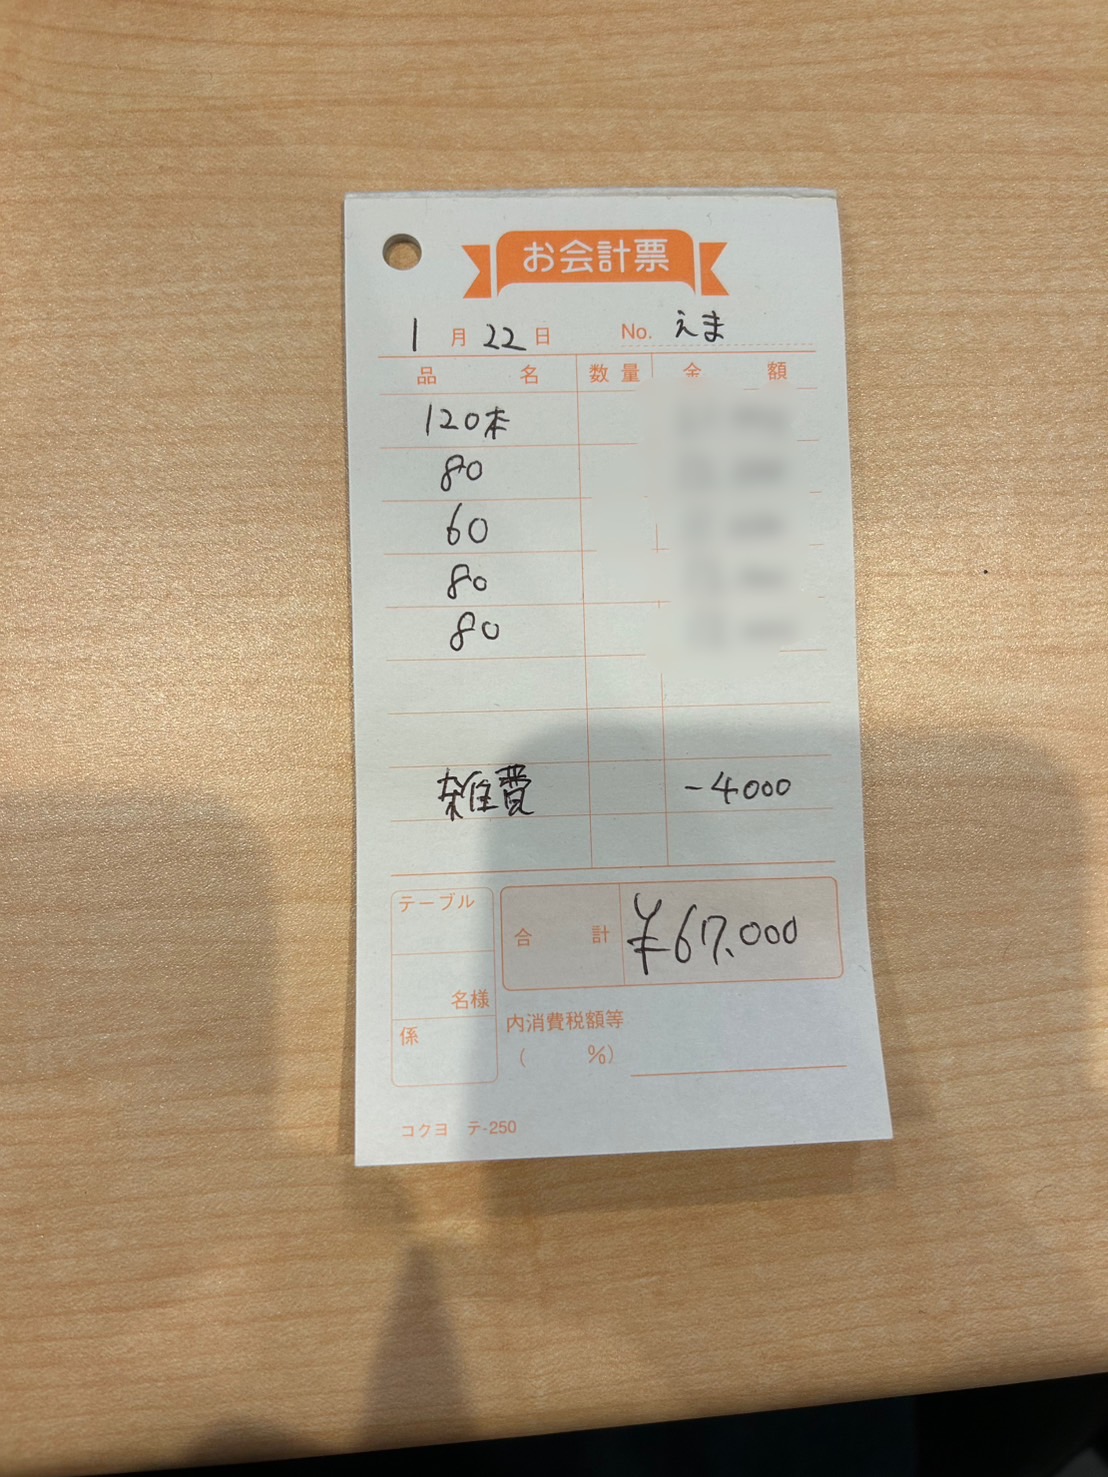 お会計票
1 月 22 日 No. えま
品 名 数 量 金 額
120本
80
60
80
80
雑費 -4000
テーブル
合 計 ¥67,000
名様
係
内消費税額等
( %)
コクヨ テ-250